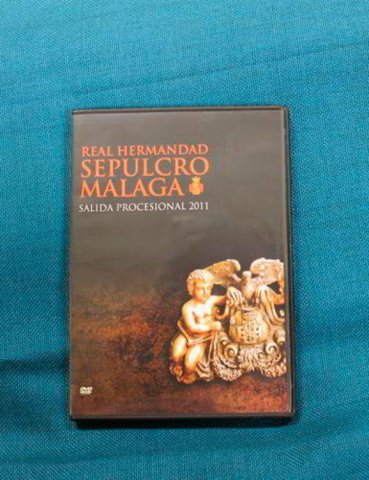 REAL HERMANDAD
SEPULCRO
MALAGA
SALIDA PROCESIONAL 2011
DVD